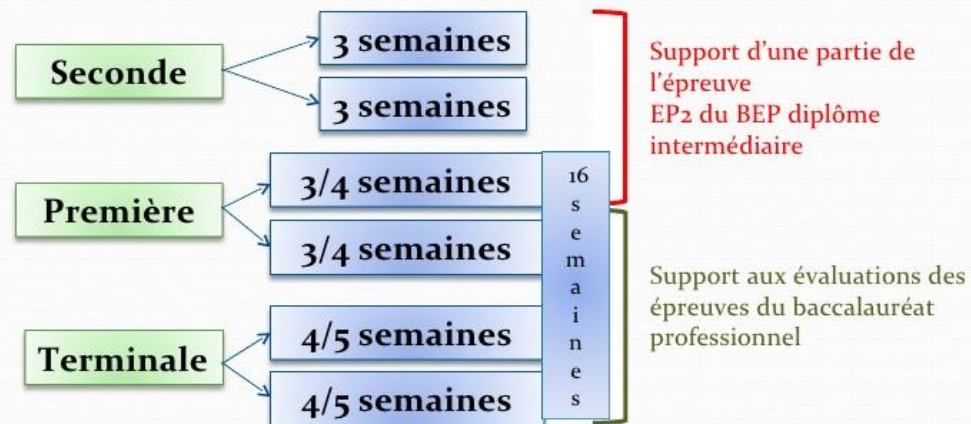 Seconde
3 semaines
3 semaines
Support d'une partie de
l'épreuve
EP2 du BEP diplôme
intermédiaire
Première
3/4 semaines
3/4 semaines
16
s
e
m
a
i
n
e
s
Support aux évaluations des
épreuves du baccalauréat
professionnel
Terminale
4/5 semaines
4/5 semaines